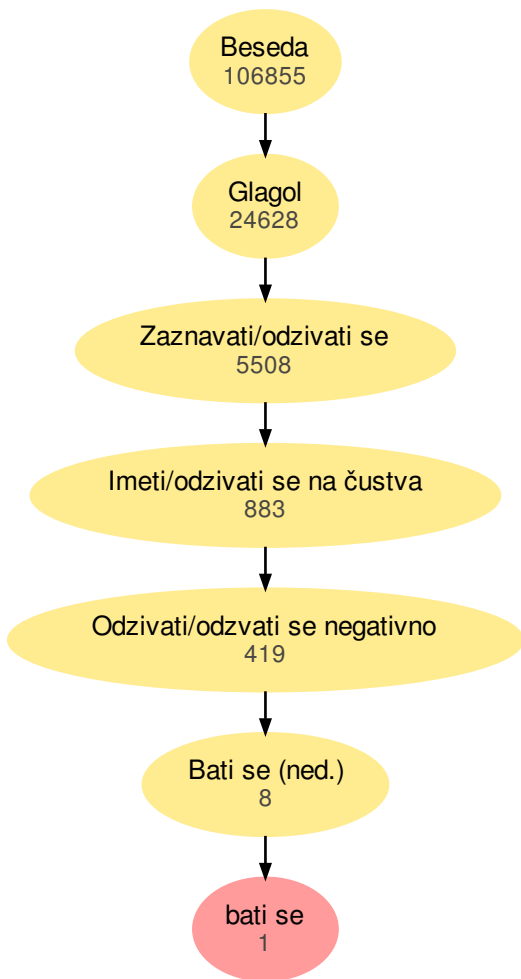 Beseda
106855
Glagol
24628
Zaznavati/odzivati se
5508
Imeti/odzivati se na čustva
883
Odzivati/odzvati se negativno
419
Bati se (ned.)
8
bati se
1